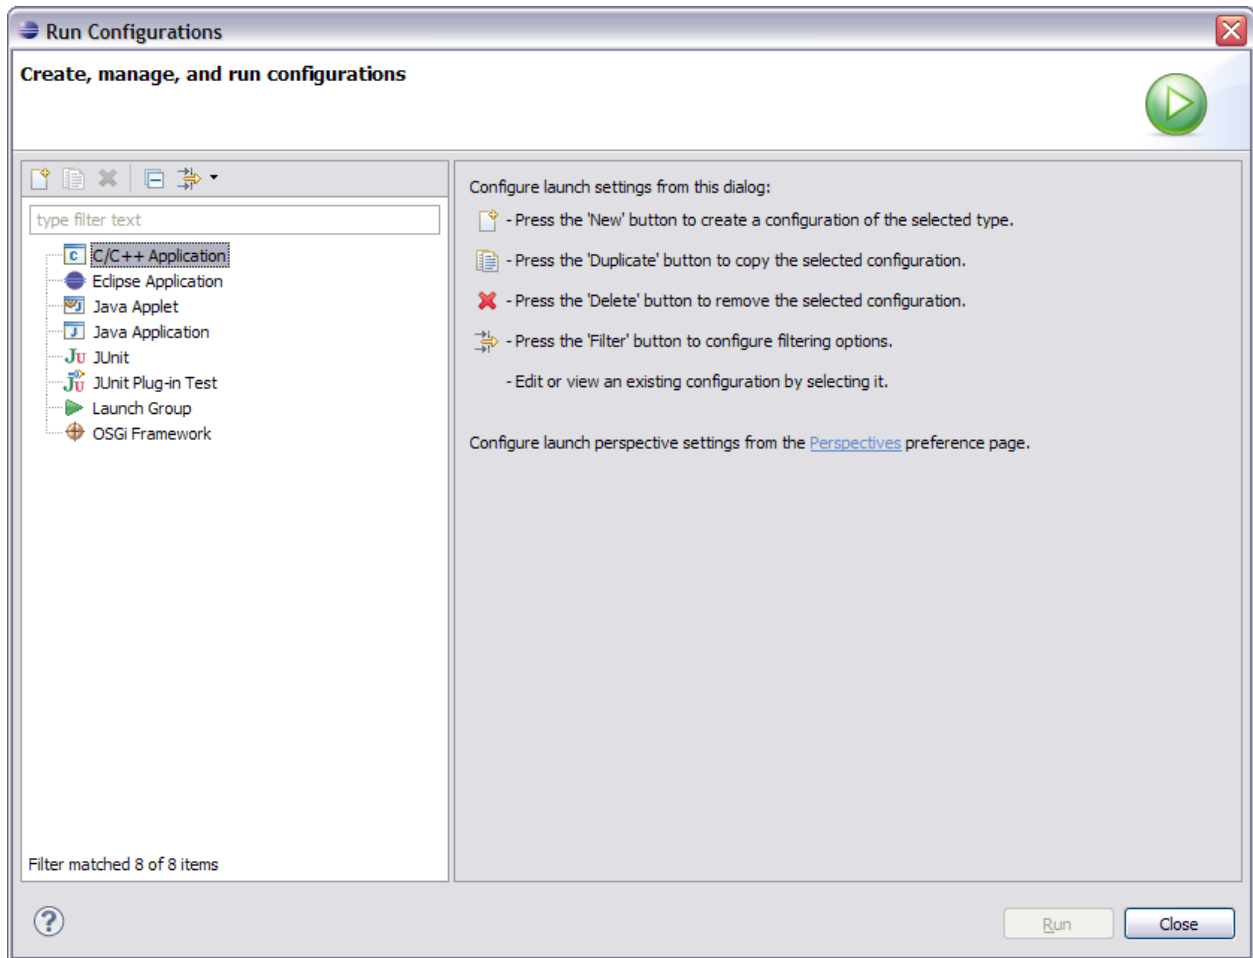 Run Configurations
Create, manage, and run configurations
type filter text
C/C++ Application
Eclipse Application
Java Applet
Java Application
JUnit
JUnit Plug-in Test
Launch Group
OSGi Framework
Filter matched 8 of 8 items
Configure launch settings from this dialog:
- Press the 'New' button to create a configuration of the selected type.
- Press the 'Duplicate' button to copy the selected configuration.
- Press the 'Delete' button to remove the selected configuration.
- Press the 'Filter' button to configure filtering options.
- Edit or view an existing configuration by selecting it.
Configure launch perspective settings from the Perspectives preference page.
Run
Close